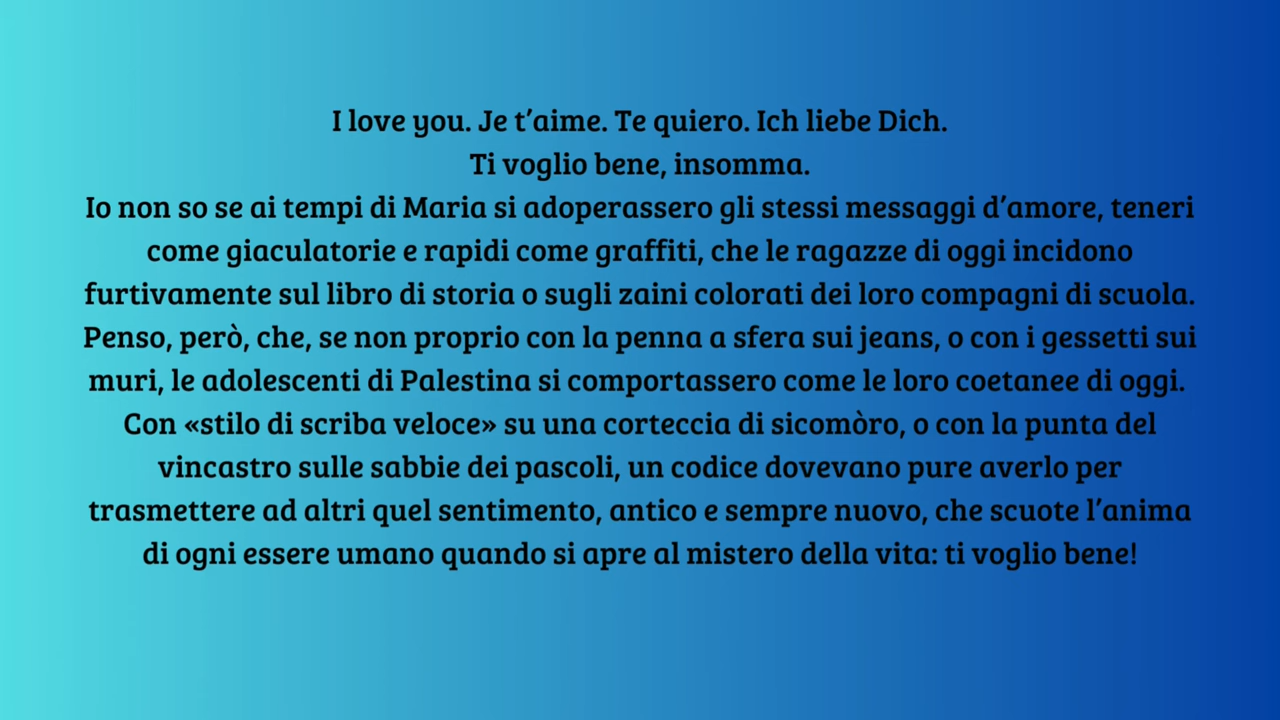 I love you. Je t’aime. Te quiero. Ich liebe Dich.
Ti voglio bene, insomma.
Io non so se ai tempi di Maria si adoperassero gli stessi messaggi d’amore, teneri
come giaculatorie e rapidi come graffiti, che le ragazze di oggi incidono
furtivamente sul libro di storia o sugli zaini colorati dei loro compagni di scuola.
Penso, però, che, se non proprio con la penna a sfera sui jeans, o con i gessetti sui
muri, le adolescenti di Palestina si comportassero come le loro coetanee di oggi.
Con «stilo di scriba veloce» su una corteccia di sicomòro, o con la punta del
vincastro sulle sabbie dei pascoli, un codice dovevano pure averlo per
trasmettere ad altri quel sentimento, antico e sempre nuovo, che scuote l’anima
di ogni essere umano quando si apre al mistero della vita: ti voglio bene!